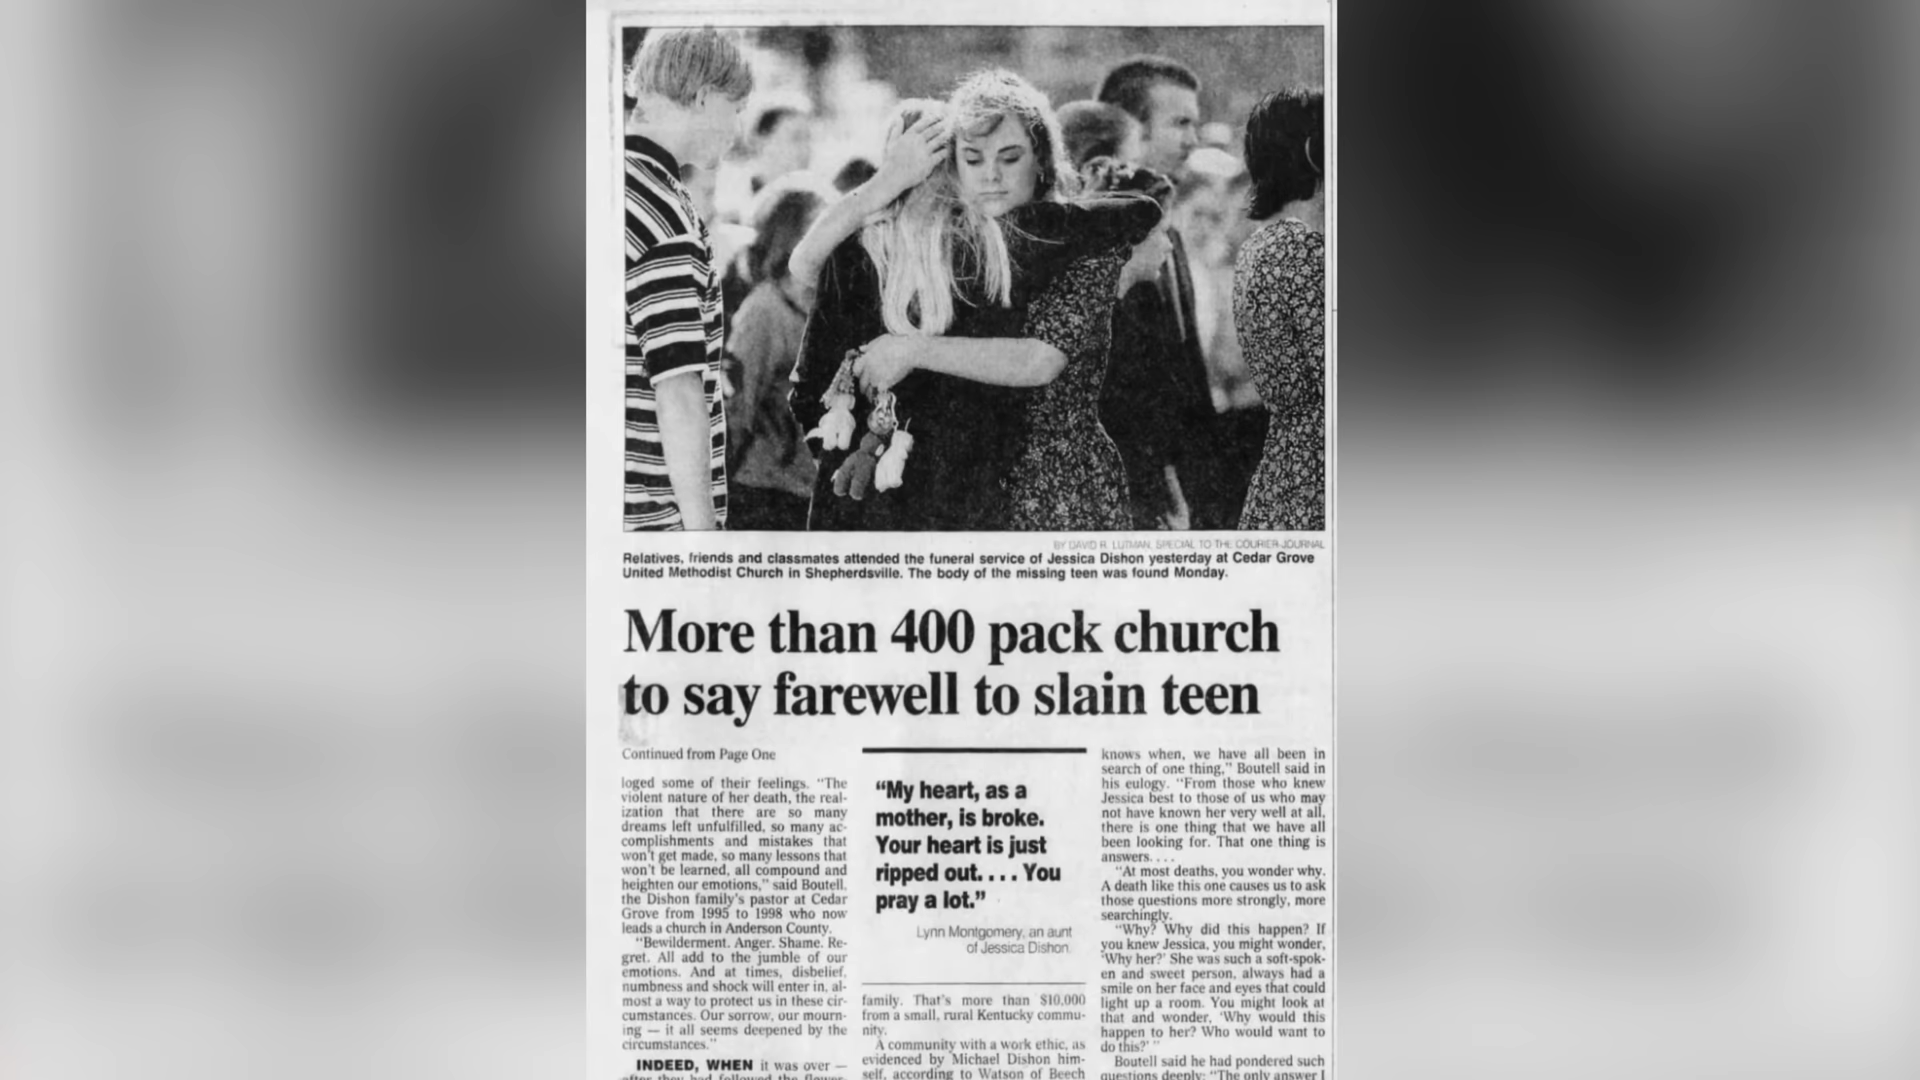 BY DAVID R. LUTMAN, SPECIAL TO THE COURIER-JOURNAL
Relatives, friends and classmates attended the funeral service of Jessica Dishon yesterday at Cedar Grove
United Methodist Church in Shepherdsville. The body of the missing teen was found Monday.
More than 400 pack church
to say farewell to slain teen
Continued from Page One
loged some of their feelings. “The
violent nature of her death, the real-
ization that there are so many
dreams left unfulfilled, so many ac-
complishments and mistakes that
won't get made, so many lessons that
won't be learned, all compound and
heighten our emotions,” said Boutell,
the Dishon family's pastor at Cedar
Grove from 1995 to 1998 who now
leads a church in Anderson County.
“Bewilderment. Anger. Shame. Re-
gret. All add to the jumble of our
emotions. And at times, disbelief,
numbness and shock will enter in, al-
most a way to protect us in these cir-
cumstances. Our sorrow, our mourn-
ing — it all seems deepened by the
circumstances.”
INDEED, WHEN it was over —
after they had followed the flower-
“My heart, as a
mother, is broke.
Your heart is just
ripped out. . . . You
pray a lot.”
Lynn Montgomery, an aunt
of Jessica Dishon
family. That's more than $10,000
from a small, rural Kentucky commu-
nity.
A community with a work ethic, as
evidenced by Michael Dishon him-
self, according to Watson of Beech
knows when, we have all been in
search of one thing,” Boutell said in
his eulogy. “From those who knew
Jessica best to those of us who may
not have known her very well at all,
there is one thing that we have all
been looking for. That one thing is
answers. . . .
“At most deaths, you wonder why.
A death like this one causes us to ask
those questions more strongly, more
searchingly.
“Why? Why did this happen? If
you knew Jessica, you might wonder,
‘Why her?’ She was such a soft-spok-
en and sweet person, always had a
smile on her face and eyes that could
light up a room. You might look at
that and wonder, ‘Why would this
happen to her? Who would want to
do this?’ ”
Boutell said he had pondered such
questions deeply: “The only answer I